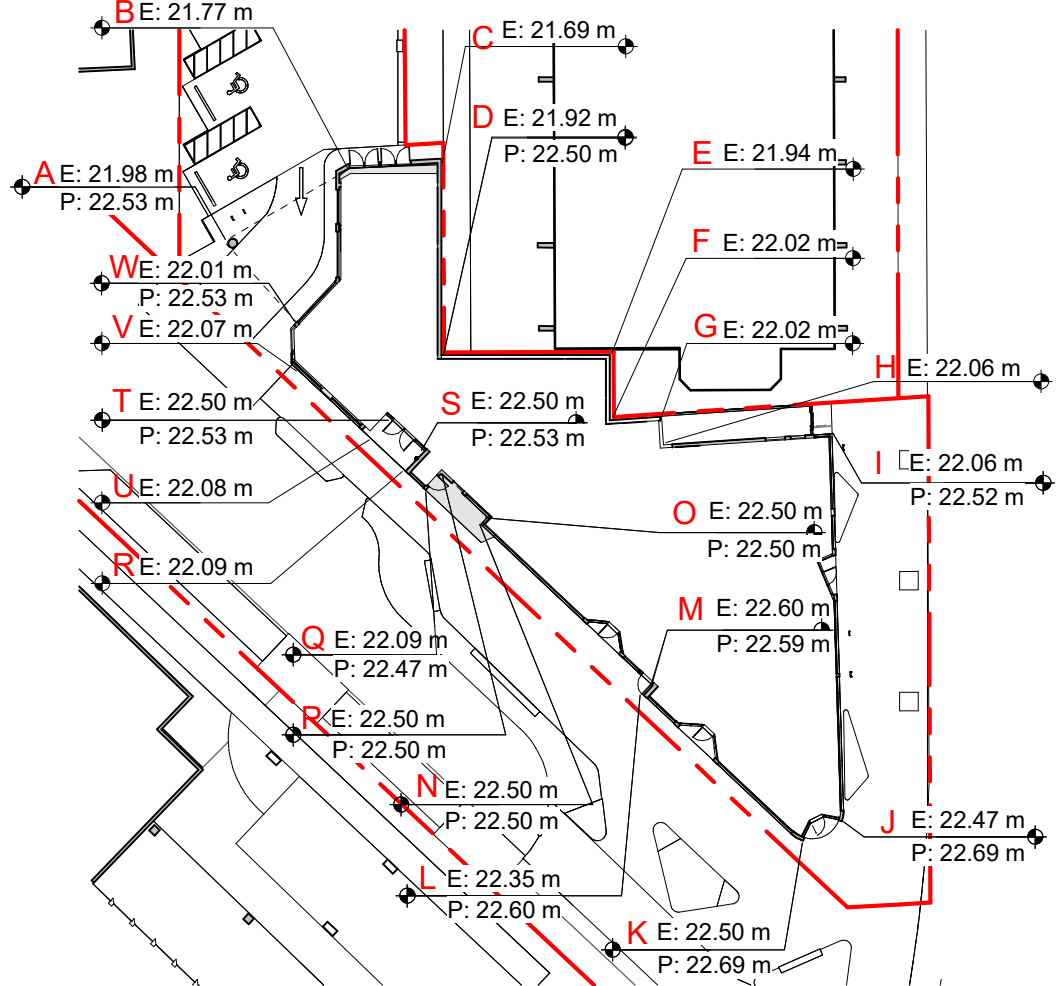 B E: 21.77 m
C E: 21.69 m
D E: 21.92 m
P: 22.50 m
E E: 21.94 m
A E: 21.98 m
P: 22.53 m
F E: 22.02 m
W E: 22.01 m
P: 22.53 m
V E: 22.07 m
G E: 22.02 m
H E: 22.06 m
T E: 22.50 m
P: 22.53 m
S E: 22.50 m
P: 22.53 m
I E: 22.06 m
P: 22.52 m
U E: 22.08 m
O E: 22.50 m
P: 22.50 m
R E: 22.09 m
M E: 22.60 m
P: 22.59 m
Q E: 22.09 m
P: 22.47 m
R E: 22.50 m
P: 22.50 m
N E: 22.50 m
P: 22.50 m
J E: 22.47 m
P: 22.69 m
L E: 22.35 m
P: 22.60 m
K E: 22.50 m
P: 22.69 m